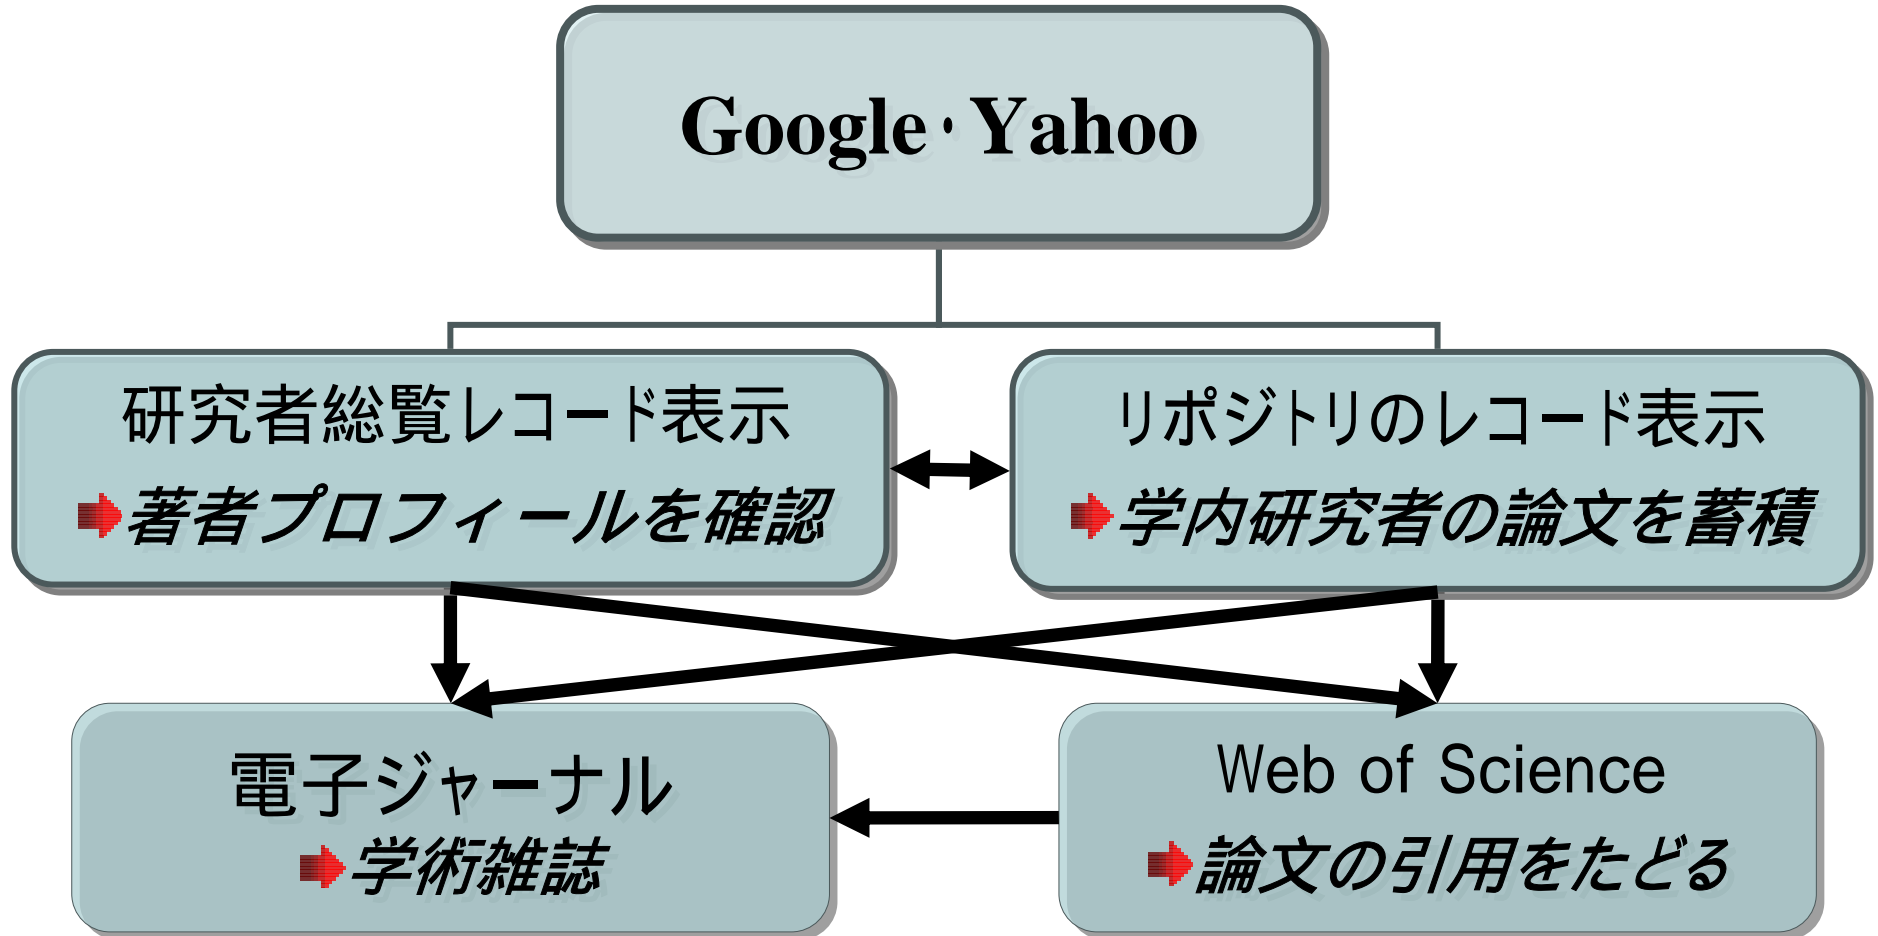 Google・Yahoo
研究者総覧レコード表示
著者プロフィールを確認
リポジトリのレコード表示
学内研究者の論文を蓄積
電子ジャーナル
学術雑誌
Web of Science
論文の引用をたどる